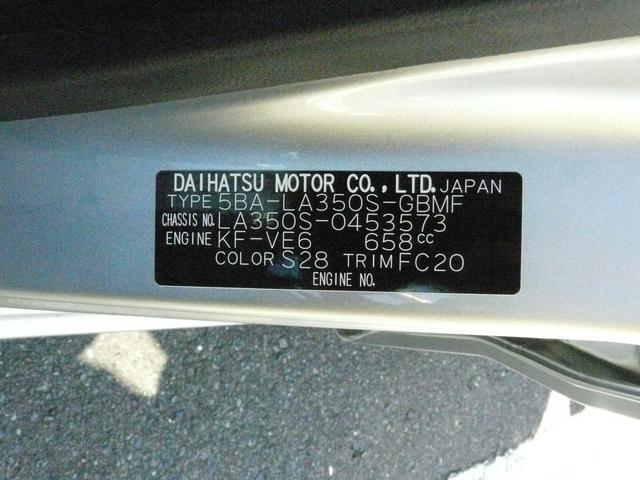 DAIHATSU MOTOR CO.,LTD. JAPAN
TYPE 5BA-LA350S-GBMF
CHASSIS NO. LA350S-0453573
ENGINE KF-VE6 658cc
COLOR S28 TRIM FC20
ENGINE NO.